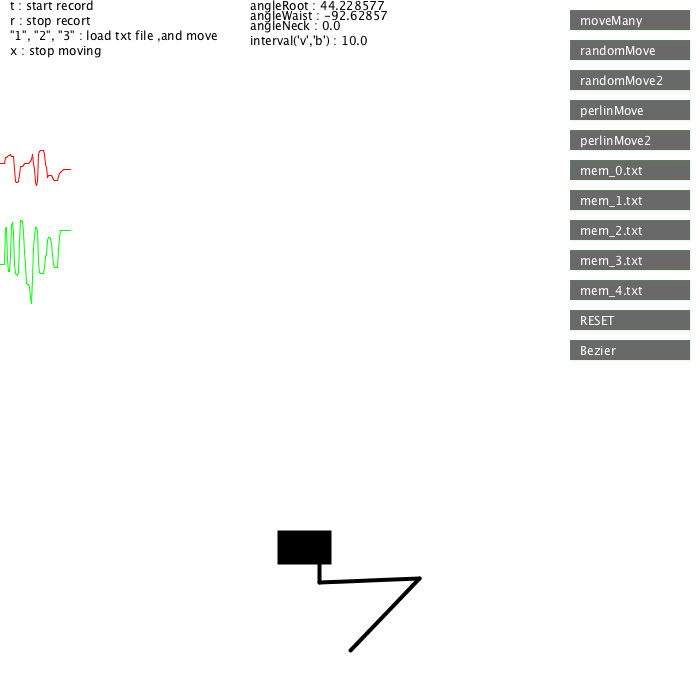 t : start record
r : stop recort
"1", "2", "3" : load txt file ,and move
x : stop moving
angleRoot : 44.228577
angleWaist : -92.62857
angleNeck : 0.0
interval('v','b') : 10.0
moveMany
randomMove
randomMove2
perlinMove
perlinMove2
mem_0.txt
mem_1.txt
mem_2.txt
mem_3.txt
mem_4.txt
RESET
Bezier